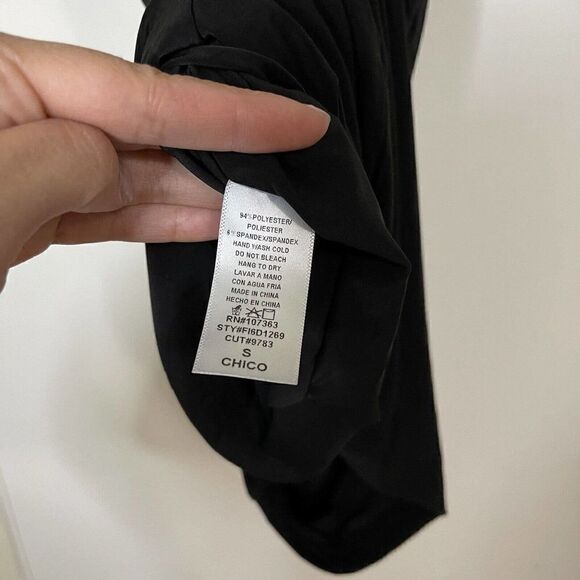 94%POLYESTER/
POLIESTER
6%SPANDEX/SPANDEX
HAND WASH COLD
DO NOT BLEACH
HANG TO DRY
LAVAR A MANO
CON AGUA FRIA
MADE IN CHINA
HECHO EN CHINA
RN#107363
STY#FI6D1269
CUT#9783
S
CHICO